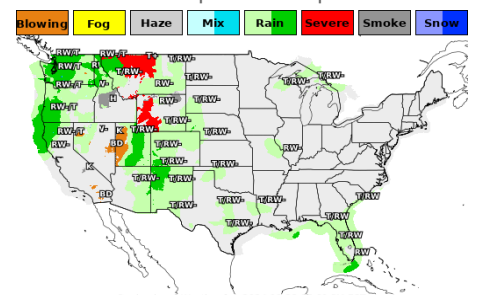 Blowing Fog Haze Mix Rain Severe Smoke Snow
RW/T RW-/T T+ T/RW-
RW/T R T/RW- T/RW-
RW-/T RW- T/RW- T/RW-
H RW- T/RW-
RW-/T
T/RW-
RW-/T K T/RW- T/RW-
RW- BD T/RW- RW-
K T/RW- T/RW- T/RW-
BD T/RW- T/RW- T/RW- T/RW
T/RW- T/RW
T/RW
RW